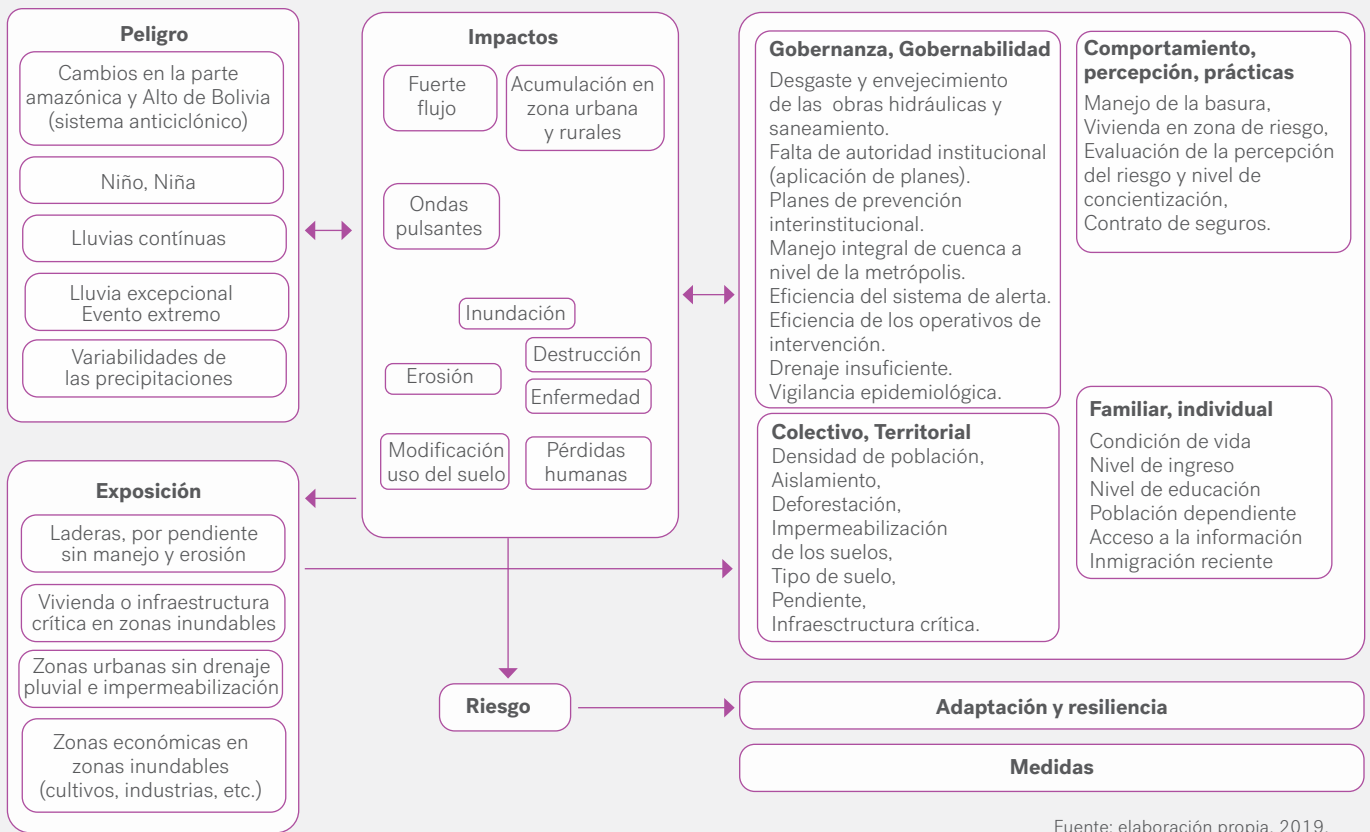 Peligro
Cambios en la parte
amazónica y Alto de Bolivia
(sistema anticiclónico)
Niño, Niña
Lluvias contínuas
Lluvia excepcional
Evento extremo
Variabilidades de
las precipitaciones
Exposición
Laderas, por pendiente
sin manejo y erosión
Vivienda o infraestructura
crítica en zonas inundables
Zonas urbanas sin drenaje
pluvial e impermeabilización
Zonas económicas en
zonas inundables
(cultivos, industrias, etc.)
Impactos
Fuerte
flujo
Acumulación en
zona urbana
y rurales
Ondas
pulsantes
Inundación
Destrucción
Erosión
Enfermedad
Modificación
uso del suelo
Pérdidas
humanas
Riesgo
Gobernanza, Gobernabilidad
Desgaste y envejecimiento
de las obras hidráulicas y
saneamiento.
Falta de autoridad institucional
(aplicación de planes).
Planes de prevención
interinstitucional.
Manejo integral de cuenca a
nivel de la metrópolis.
Eficiencia del sistema de alerta.
Eficiencia de los operativos de
intervención.
Drenaje insuficiente.
Vigilancia epidemiológica.
Comportamiento,
percepción, prácticas
Manejo de la basura,
Vivienda en zona de riesgo,
Evaluación de la percepción
del riesgo y nivel de
concientización,
Contrato de seguros.
Colectivo, Territorial
Densidad de población,
Aislamiento,
Deforestación,
Impermeabilización
de los suelos,
Tipo de suelo,
Pendiente,
Infraesctructura crítica.
Familiar, individual
Condición de vida
Nivel de ingreso
Nivel de educación
Población dependiente
Acceso a la información
Inmigración reciente
Adaptación y resiliencia
Medidas
Fuente: elaboración propia, 2019.